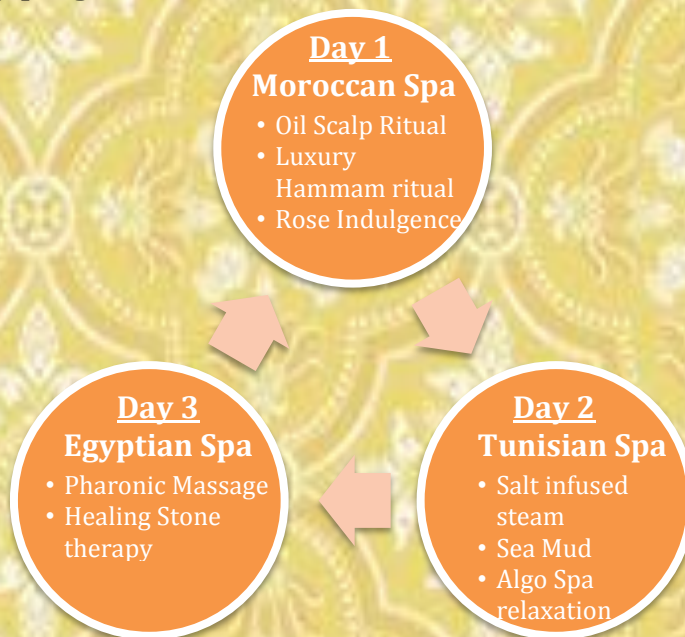 Day 1
Moroccan Spa
• Oil Scalp Ritual
• Luxury
Hammam ritual
• Rose Indulgence
Day 2
Tunisian Spa
• Salt infused
steam
• Sea Mud
• Algo Spa
relaxation
Day 3
Egyptian Spa
• Pharonic Massage
• Healing Stone
therapy